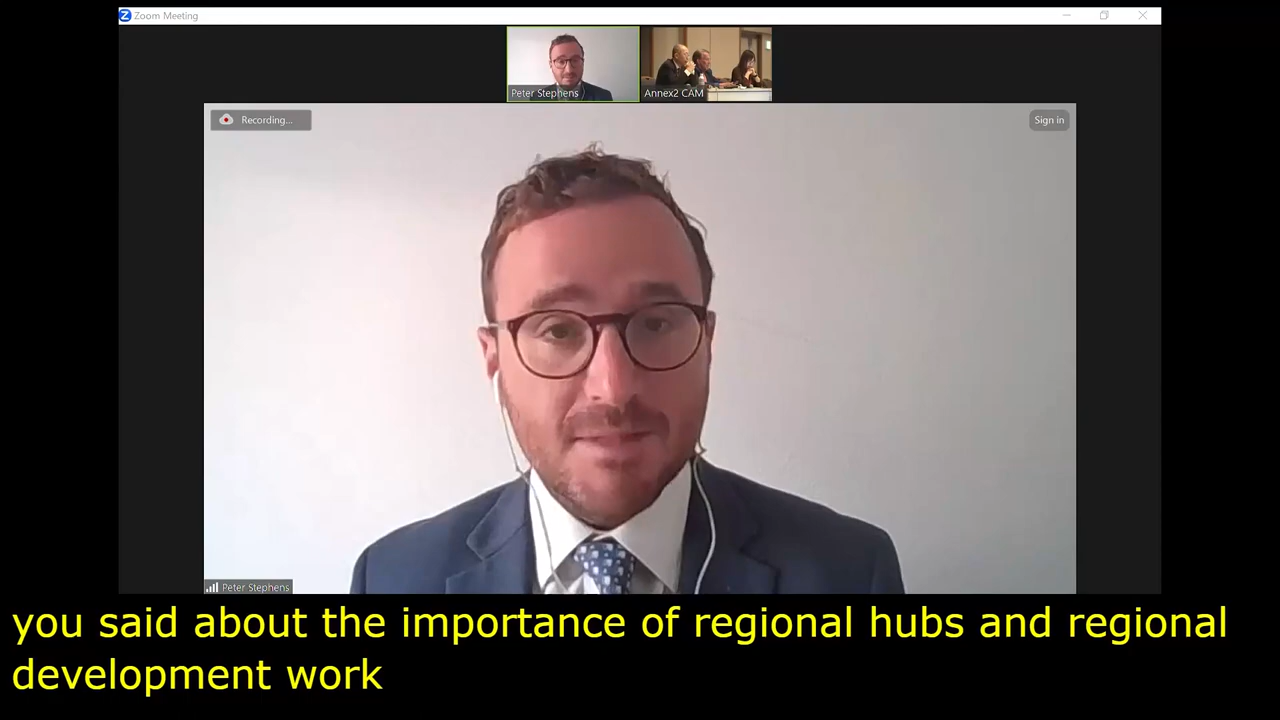 Zoom Meeting
Peter Stephens
Annex2 CAM
Recording...
Sign in
Peter Stephens
you said about the importance of regional hubs and regional
development work